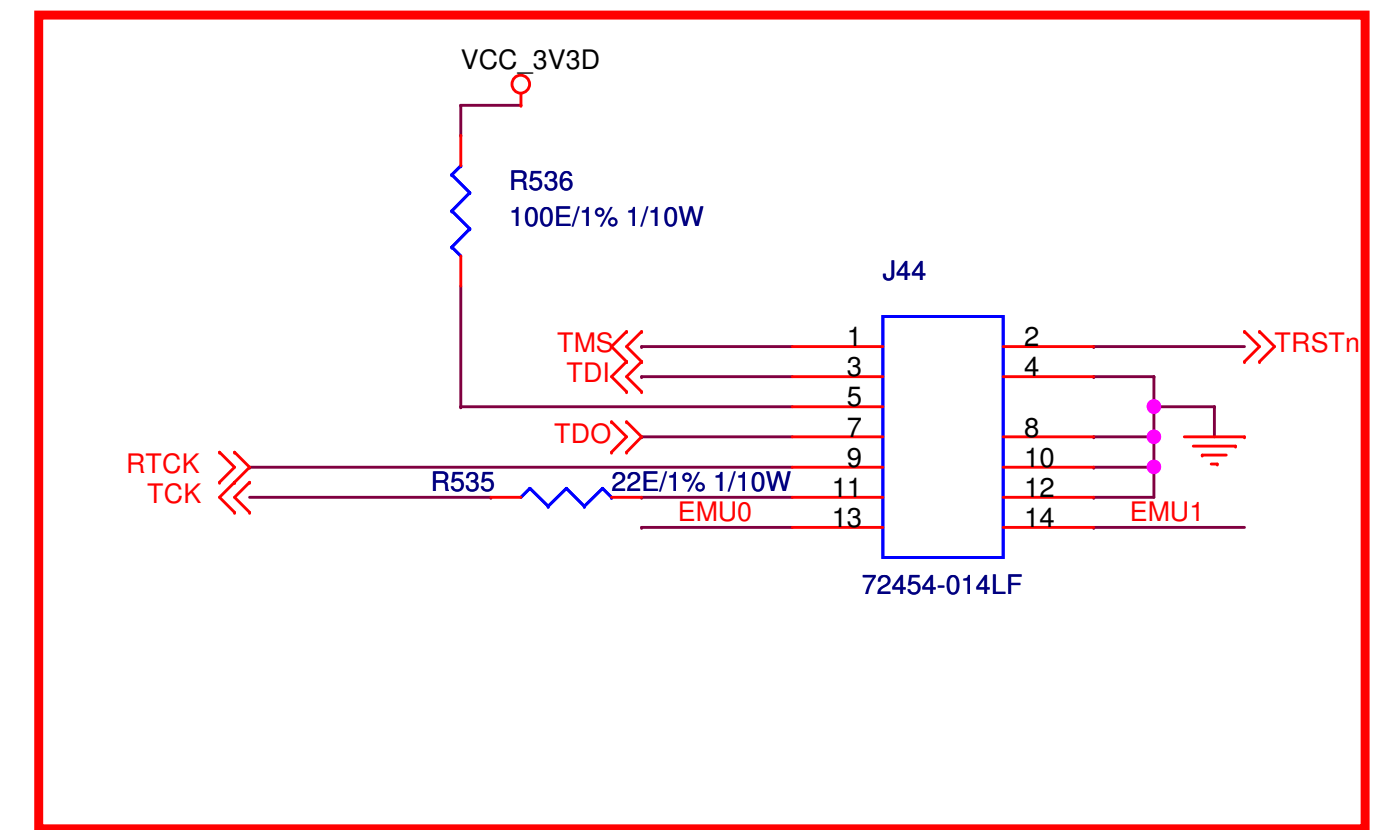 VCC_3V3D
R536
100E/1% 1/10W
J44
TMS 1 2 TRSTn
TDI 3 4
5
TDO 7 8
RTCK 9 10
TCK R535 22E/1% 1/10W 11 12
EMU0 13 14 EMU1
72454-014LF